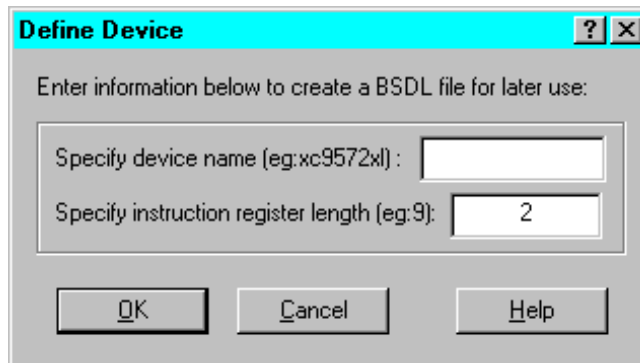 Define Device
Enter information below to create a BSDL file for later use:
Specify device name (eg:xc9572xl) :
Specify instruction register length (eg:9): 2
OK Cancel Help